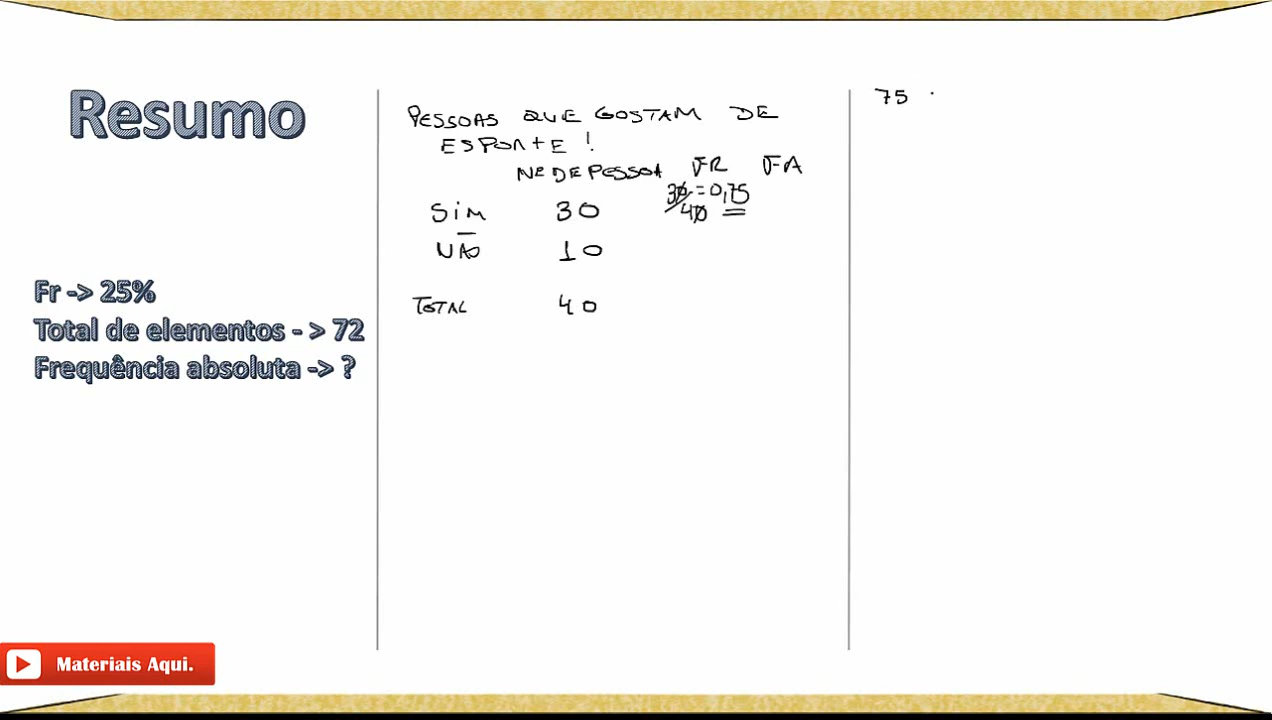 Resumo
Fr -> 25%
Total de elementos - > 72
Frequência absoluta -> ?
Materiais Aqui.
PESSOAS QUE GOSTAM DE
ESPORTE !
Nº DE PESSOA FR FA
SIM 30 30/40 = 0,75
NÃO 10
TOTAL 40
75